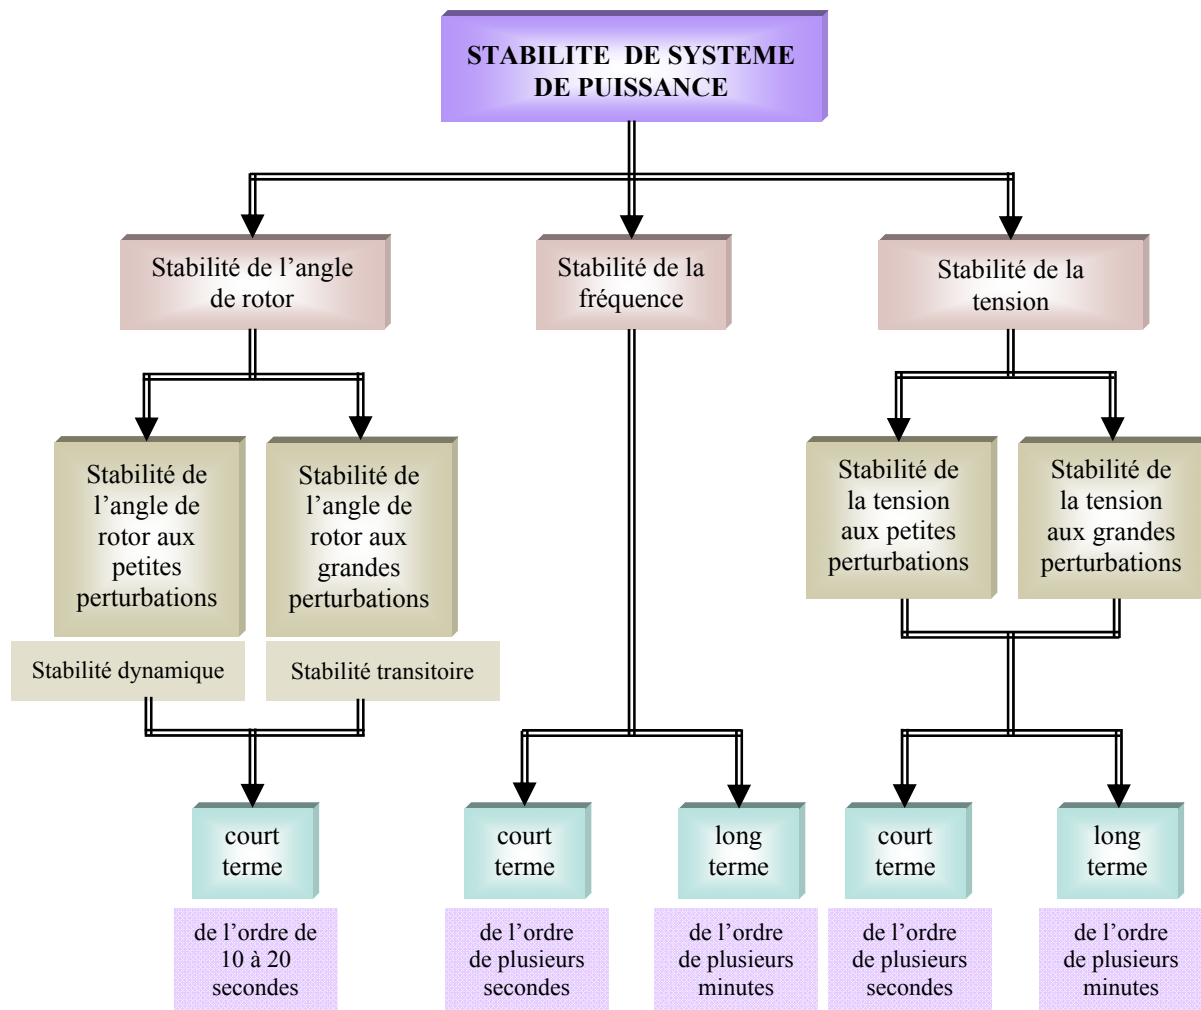 STABILITE DE SYSTEME
DE PUISSANCE
Stabilité de l’angle
de rotor
Stabilité de la
fréquence
Stabilité de la
tension
Stabilité de
l’angle de
rotor aux
petites
perturbations
Stabilité de
l’angle de
rotor aux
grandes
perturbations
Stabilité de
la tension
aux petites
perturbations
Stabilité de
la tension
aux grandes
perturbations
Stabilité dynamique
Stabilité transitoire
court
terme
court
terme
long
terme
court
terme
long
terme
de l’ordre de
10 à 20
secondes
de l’ordre
de plusieurs
secondes
de l’ordre
de plusieurs
minutes
de l’ordre
de plusieurs
secondes
de l’ordre
de plusieurs
minutes